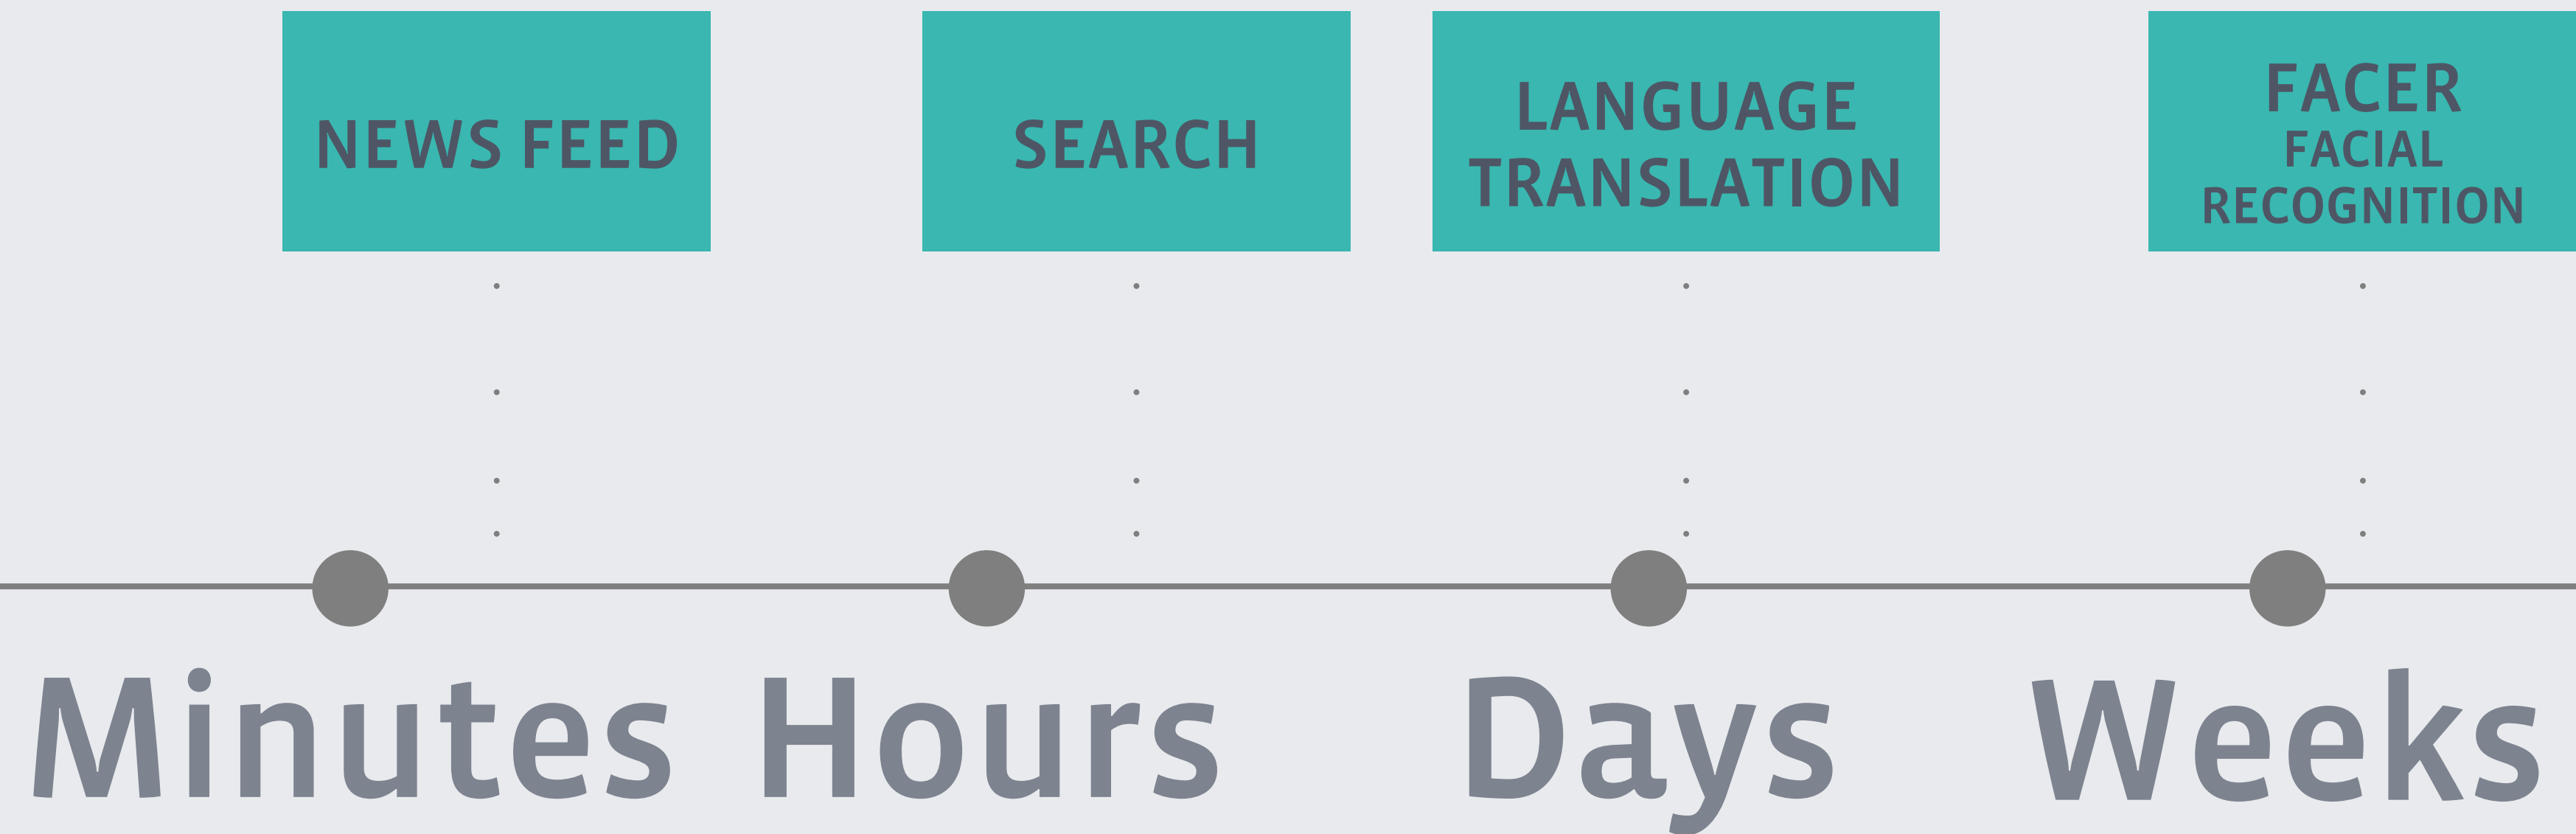 NEWS FEED
SEARCH
LANGUAGE
TRANSLATION
FACER
FACIAL
RECOGNITION
Minutes
Hours
Days
Weeks